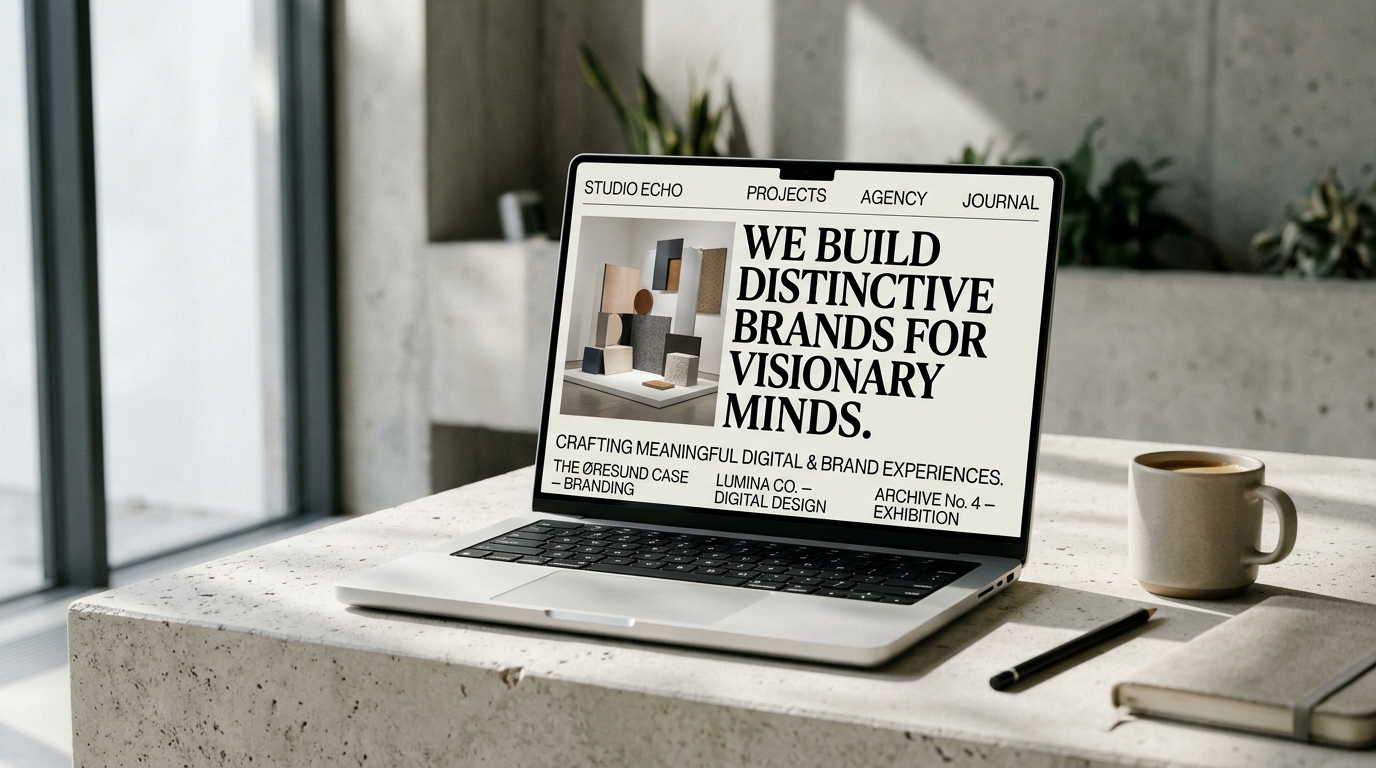 STUDIO ECHO PROJECTS AGENCY JOURNAL
WE BUILD
DISTINCTIVE
BRANDS FOR
VISIONARY
MINDS.
CRAFTING MEANINGFUL DIGITAL & BRAND EXPERIENCES.
THE ØRESUND CASE
– BRANDING
LUMINA CO. –
DIGITAL DESIGN
ARCHIVE No. 4 –
EXHIBITION